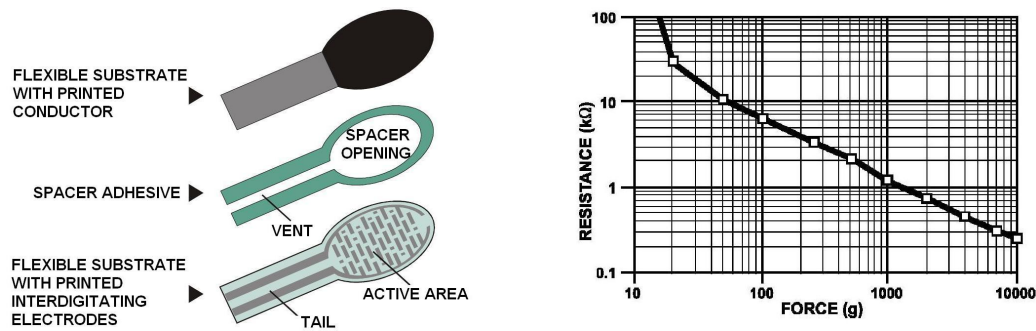 FLEXIBLE SUBSTRATE
WITH PRINTED
CONDUCTOR
SPACER
OPENING
SPACER ADHESIVE
VENT
FLEXIBLE SUBSTRATE
WITH PRINTED
INTERDIGITATING
ELECTRODES
ACTIVE AREA
TAIL
RESISTANCE (kΩ)
100
10
1
0.1
10
100
1000
10000
FORCE (g)